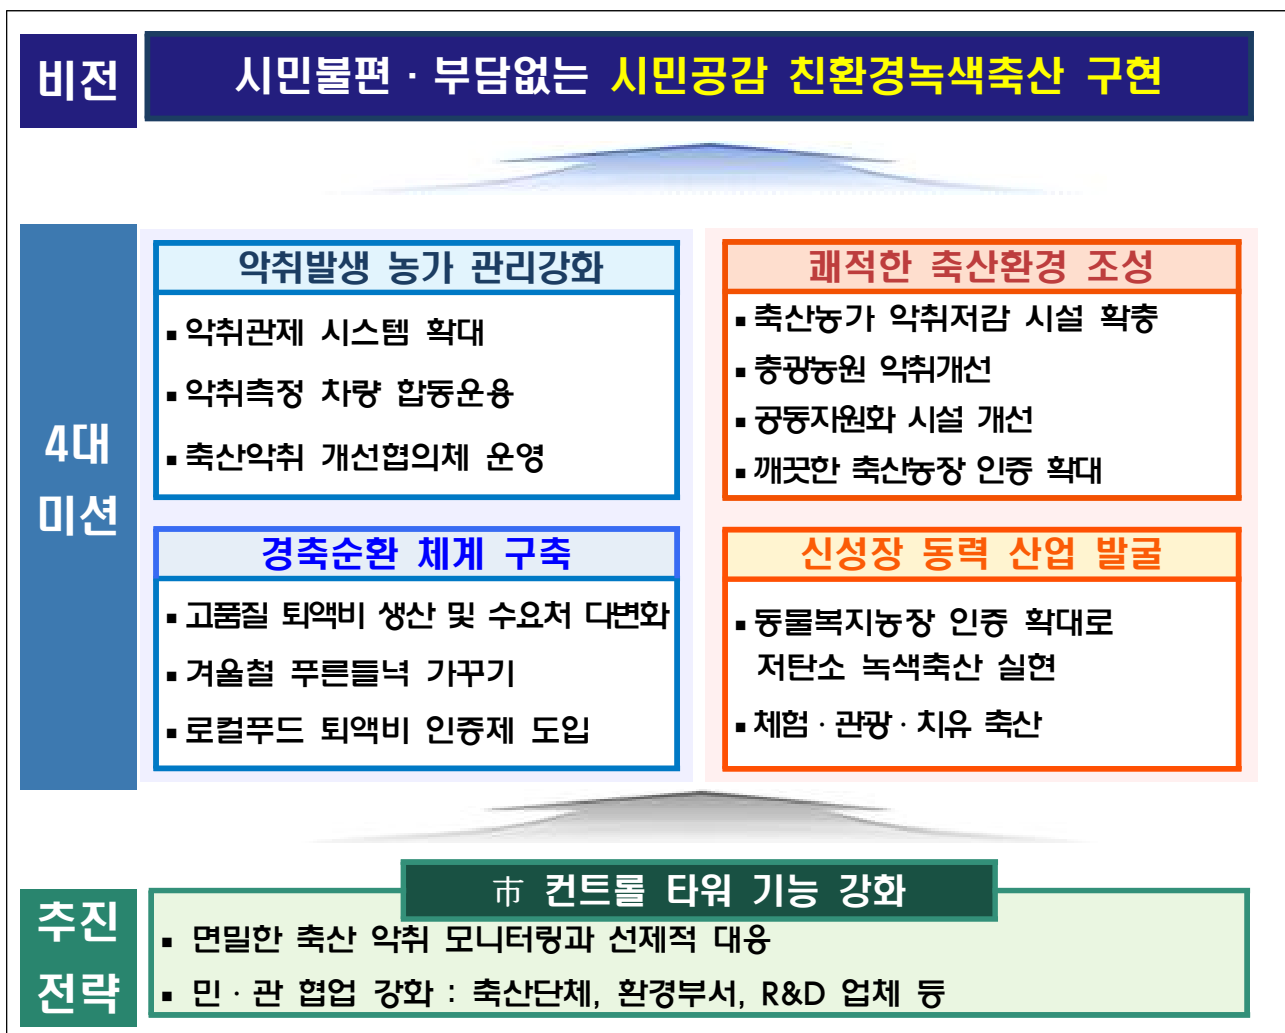 비전
시민불편 · 부담없는 시민공감 친환경녹색축산 구현
4대
미션
악취발생 농가 관리강화
▪ 악취관제 시스템 확대
▪ 악취측정 차량 합동운용
▪ 축산악취 개선협의체 운영
쾌적한 축산환경 조성
▪ 축산농가 악취저감 시설 확충
▪ 충광농원 악취개선
▪ 공동자원화 시설 개선
▪ 깨끗한 축산농장 인증 확대
경축순환 체계 구축
▪ 고품질 퇴액비 생산 및 수요처 다변화
▪ 겨울철 푸른들녘 가꾸기
▪ 로컬푸드 퇴액비 인증제 도입
신성장 동력 산업 발굴
▪ 동물복지농장 인증 확대로
저탄소 녹색축산 실현
▪ 체험 · 관광 · 치유 축산
추진
전략
市 컨트롤 타워 기능 강화
▪ 면밀한 축산 악취 모니터링과 선제적 대응
▪ 민 · 관 협업 강화 : 축산단체, 환경부서, R&D 업체 등